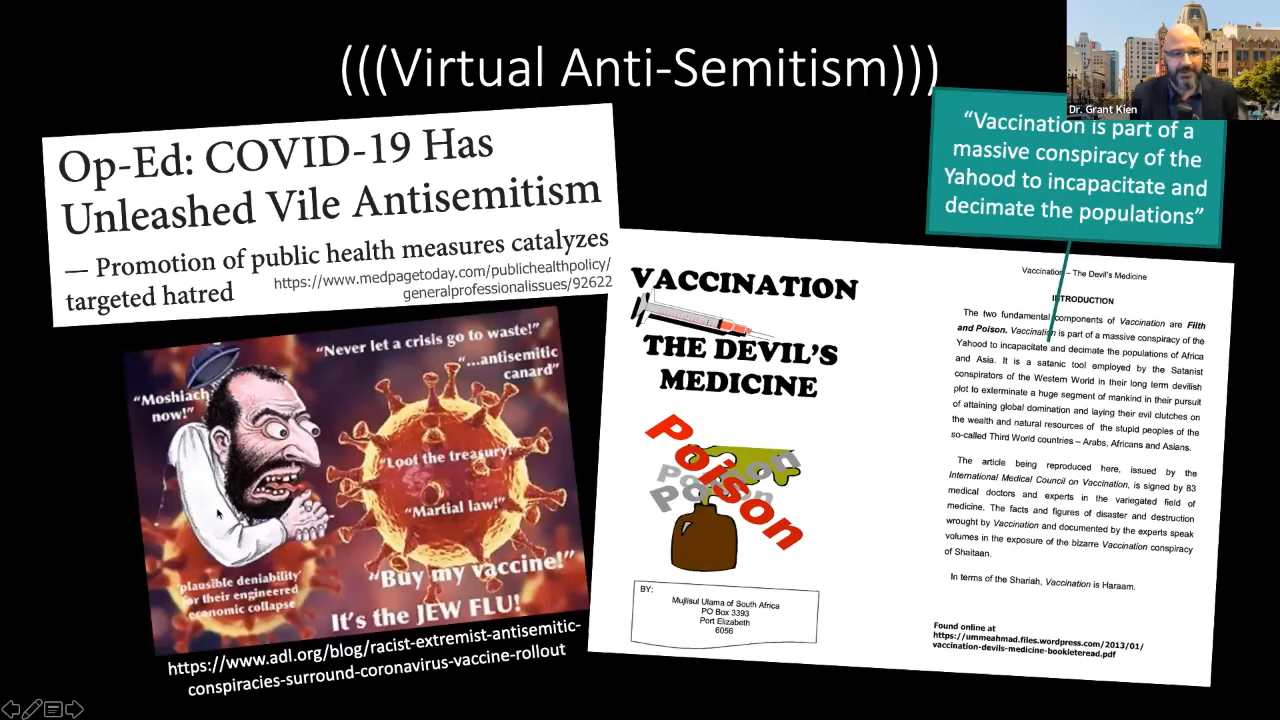 (((Virtual Anti-Semitism)))
Dr. Grant Kien
Op-Ed: COVID-19 Has
Unleashed Vile Antisemitism
— Promotion of public health measures catalyzes
targeted hatred
https://www.medpagetoday.com/publichealthpolicy/
generalprofessionalissues/92622
“Vaccination is part of a
massive conspiracy of the
Yahood to incapacitate and
decimate the populations”
“Never let a crisis go to waste!”
“...antisemitic
canard”
“Moshiach
now!”
“Loot the treasury!”
“Martial law!”
‘plausible deniability’
for their engineered
economic collapse
“Buy my vaccine!”
It's the JEW FLU!
https://www.adl.org/blog/racist-extremist-antisemitic-
conspiracies-surround-coronavirus-vaccine-rollout
VACCINATION
THE DEVIL’S
MEDICINE
Poison
Poison
Poison
BY:
Mujlisul Ulama of South Africa
PO Box 3393
Port Elizabeth
6056
Vaccination – The Devil's Medicine
INTRODUCTION
The two fundamental components of Vaccination are Filth
and Poison. Vaccination is part of a massive conspiracy of the
Yahood to incapacitate and decimate the populations of Africa
and Asia. It is a satanic tool employed by the Satanist
conspirators of the Western World in their long term devilish
plot to exterminate a huge segment of mankind in their pursuit
of attaining global domination and laying their evil clutches on
the wealth and natural resources of the stupid peoples of the
so-called Third World countries – Arabs, Africans and Asians.
The article being reproduced here, issued by the
International Medical Council on Vaccination, is signed by 83
medical doctors and experts in the variegated field of
medicine. The facts and figures of disaster and destruction
wrought by Vaccination and documented by the experts speak
volumes in the exposure of the bizarre Vaccination conspiracy
of Shaitaan.
In terms of the Shariah, Vaccination is Haraam.
Found online at
https://ummeahmad.files.wordpress.com/2013/01/
vaccination-devils-medicine-bookleteread.pdf